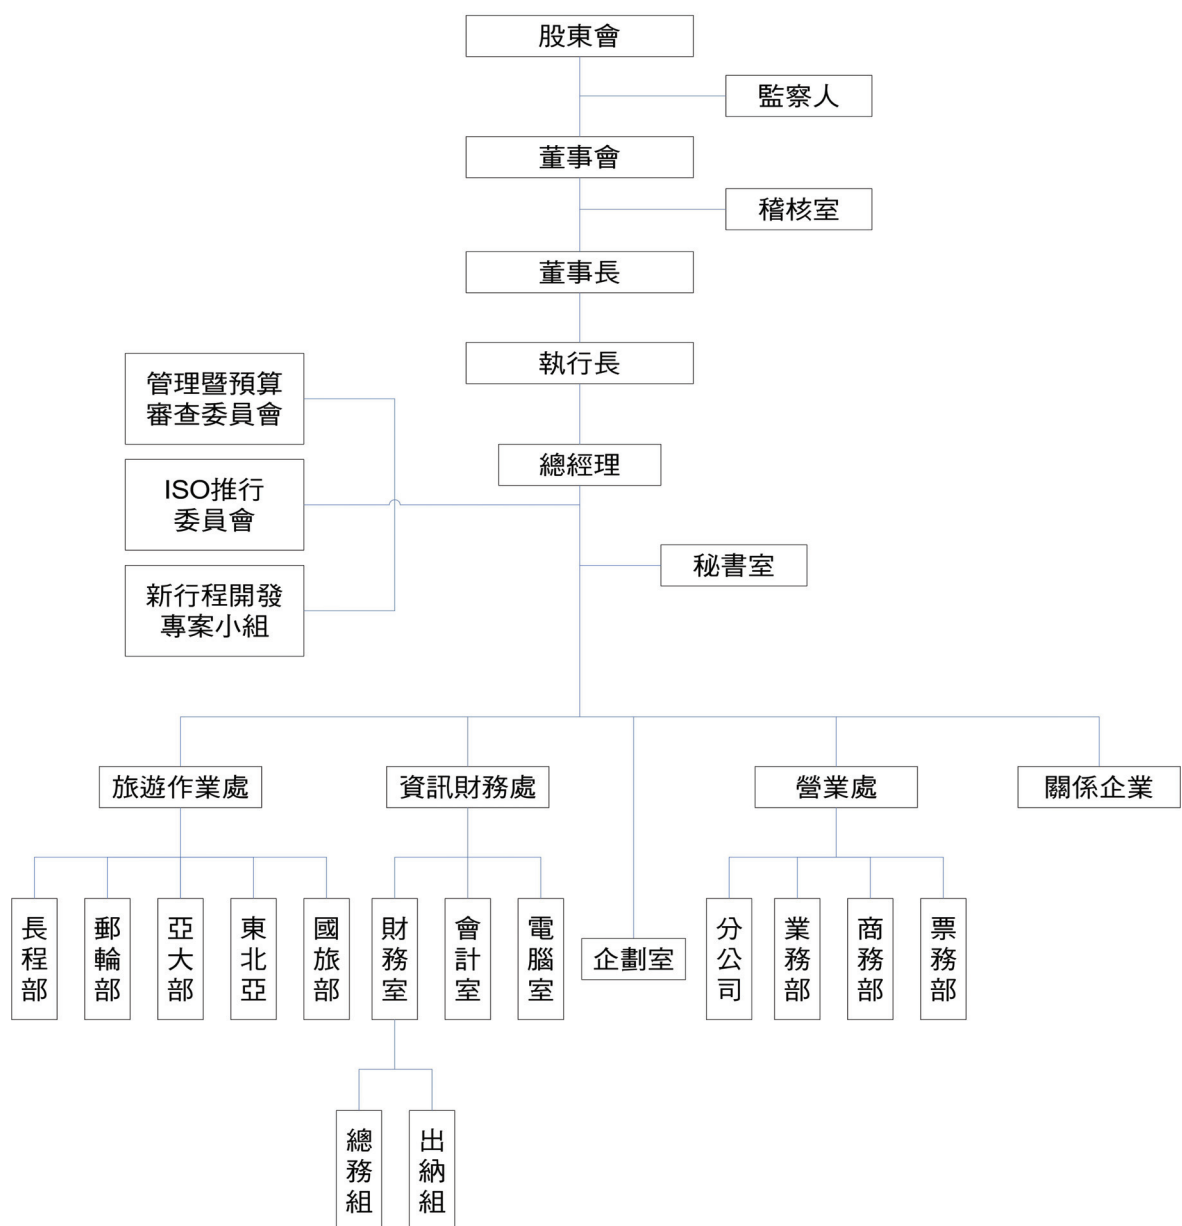 股東會
監察人
董事會
稽核室
董事長
執行長
管理暨預算
審查委員會
總經理
ISO推行
委員會
秘書室
新行程開發
專案小組
旅遊作業處
資訊財務處
營業處
關係企業
長程部
郵輪部
亞大部
東北亞
國旅部
財務室
會計室
電腦室
企劃室
分公司
業務部
商務部
票務部
總務組
出納組